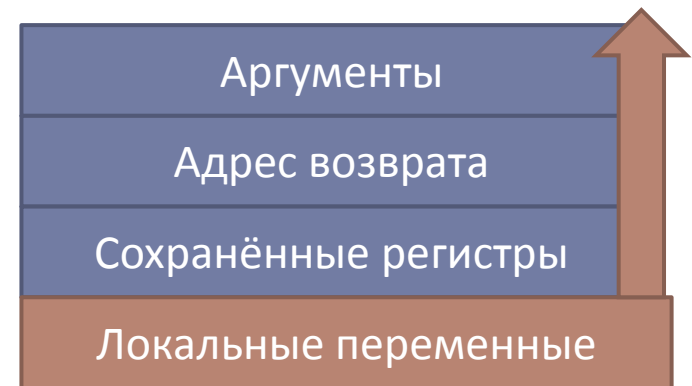 Аргументы
Адрес возврата
Сохранённые регистры
Локальные переменные